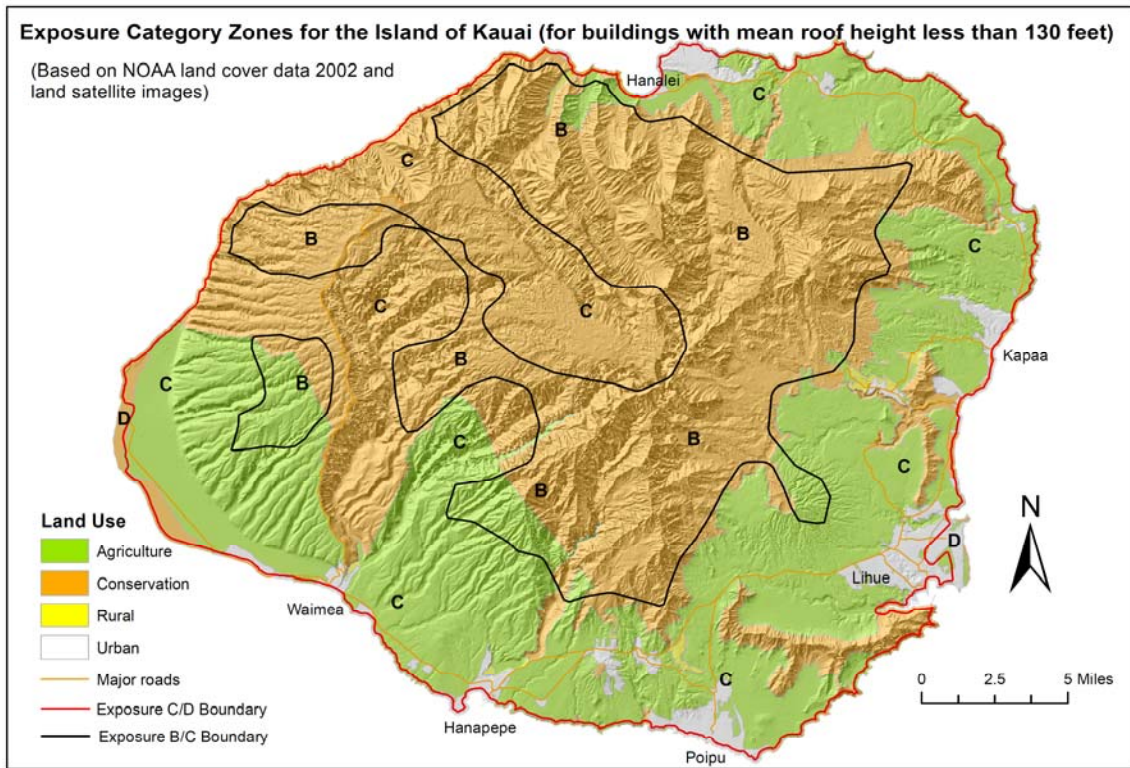 Exposure Category Zones for the Island of Kauai (for buildings with mean roof height less than 130 feet)
(Based on NOAA land cover data 2002 and
land satellite images)
Hanalei
C
B
C
B
B
C
C
C
B
C
B
Kapaa
D
C
B
C
B
N
D
Lihue
Land Use
Agriculture
Conservation
Rural
Urban
Major roads
Exposure C/D Boundary
Exposure B/C Boundary
Waimea
C
C
0 2.5 5 Miles
Hanapepe
Poipu